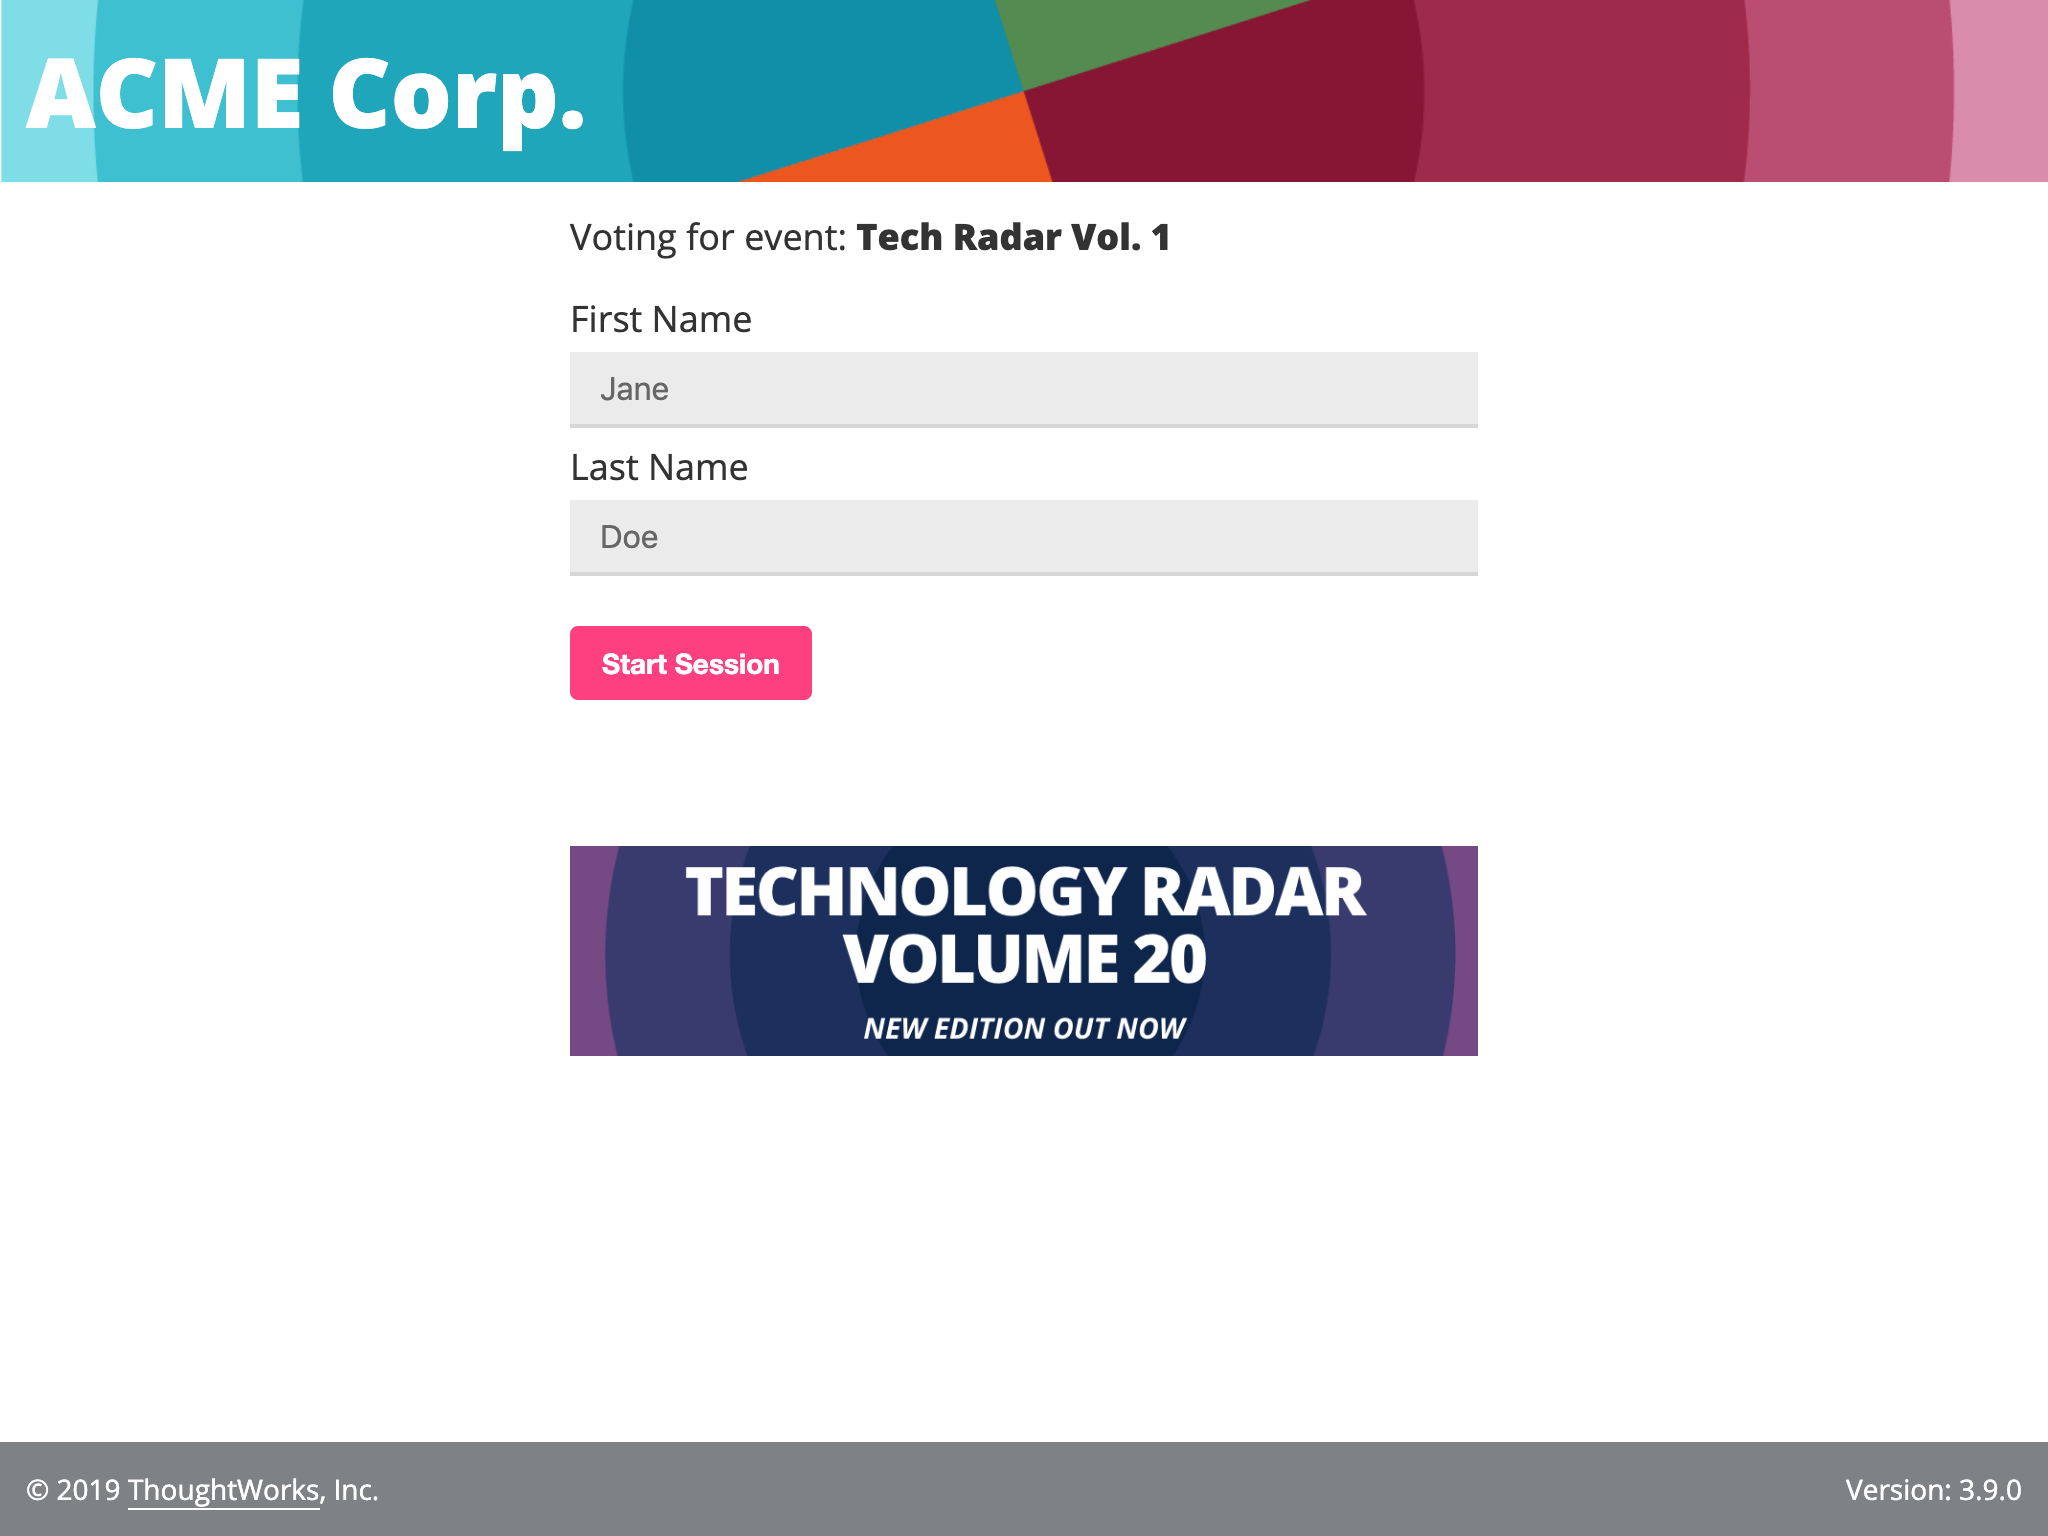 ACME Corp.
Voting for event: Tech Radar Vol. 1
First Name
Jane
Last Name
Doe
Start Session
TECHNOLOGY RADAR
VOLUME 20
NEW EDITION OUT NOW
© 2019 ThoughtWorks, Inc.
Version: 3.9.0